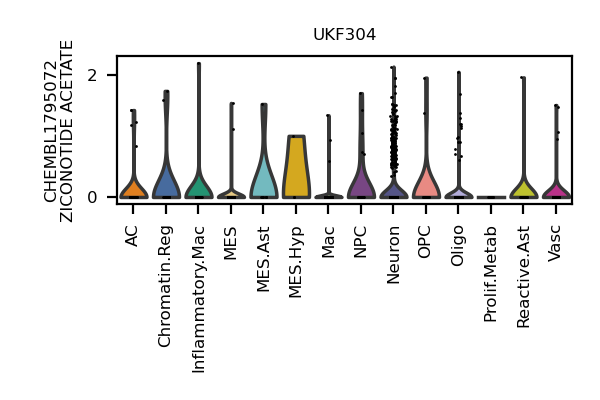 UKF304
CHEMBL1795072
ZICONOTIDE ACETATE
2
0
AC
Chromatin.Reg
Inflammatory.Mac
MES
MES.Ast
MES.Hyp
Mac
NPC
Neuron
OPC
Oligo
Prolif.Metab
Reactive.Ast
Vasc